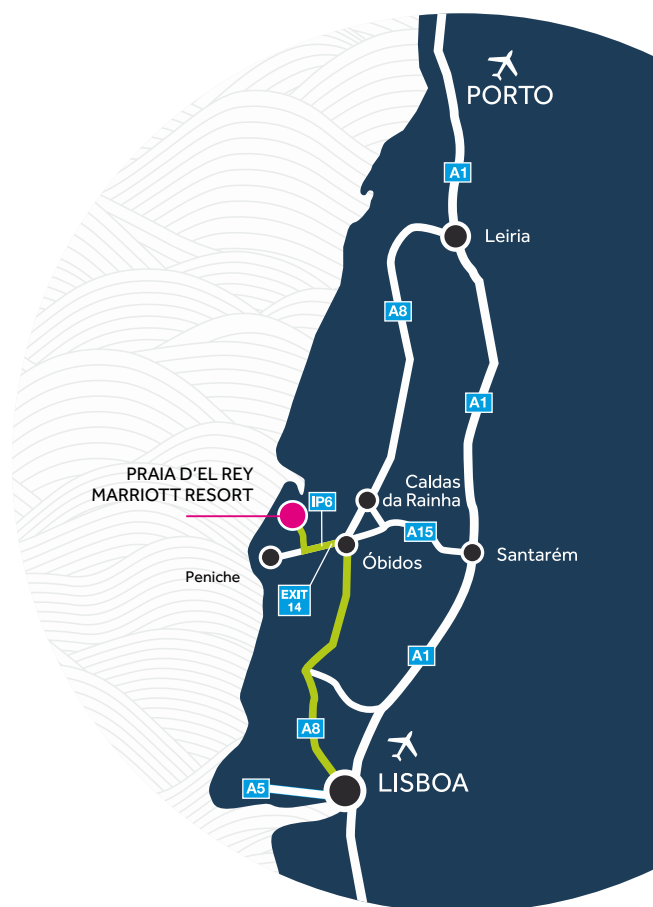 PORTO
A1
Leiria
A8
A1
PRAIA D'EL REY
MARRIOTT RESORT
IP6
Caldas
da Rainha
A15
Santarém
Óbidos
Peniche
EXIT
14
A1
A8
A5
LISBOA